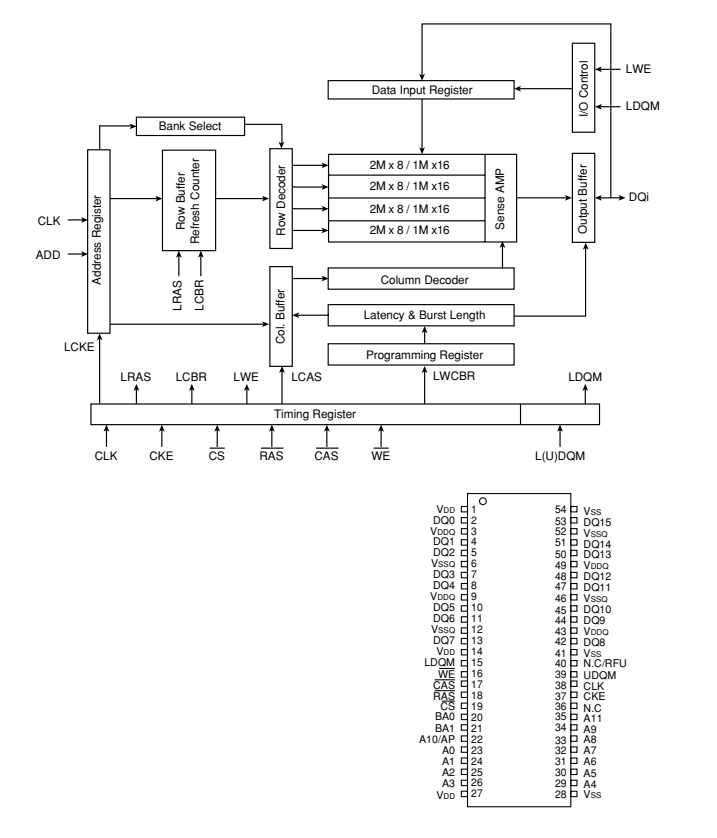 LWE
I/O Control
Data Input Register
LDQM
Bank Select
2M x 8 / 1M x16
2M x 8 / 1M x16
2M x 8 / 1M x16
2M x 8 / 1M x16
Address Register
Row Buffer
Refresh Counter
Row Decoder
Sense AMP
Output Buffer
DQi
CLK
ADD
LRAS
LCBR
Col. Buffer
Column Decoder
Latency & Burst Length
LCKE
Programming Register
LRAS LCBR LWE LCAS LWCBR LDQM
Timing Register
CLK CKE CS RAS CAS WE L(U)DQM
VDD 1 54 VSS
DQ0 2 53 DQ15
VDDQ 3 52 VSSQ
DQ1 4 51 DQ14
DQ2 5 50 DQ13
VSSQ 6 49 VDDQ
DQ3 7 48 DQ12
DQ4 8 47 DQ11
VDDQ 9 46 VSSQ
DQ5 10 45 DQ10
DQ6 11 44 DQ9
VSSQ 12 43 VDDQ
DQ7 13 42 DQ8
VDD 14 41 VSS
LDQM 15 40 N.C/RFU
WE 16 39 UDQM
CAS 17 38 CLK
RAS 18 37 CKE
CS 19 36 N.C
BA0 20 35 A11
BA1 21 34 A9
A10/AP 22 33 A8
A0 23 32 A7
A1 24 31 A6
A2 25 30 A5
A3 26 29 A4
VDD 27 28 VSS